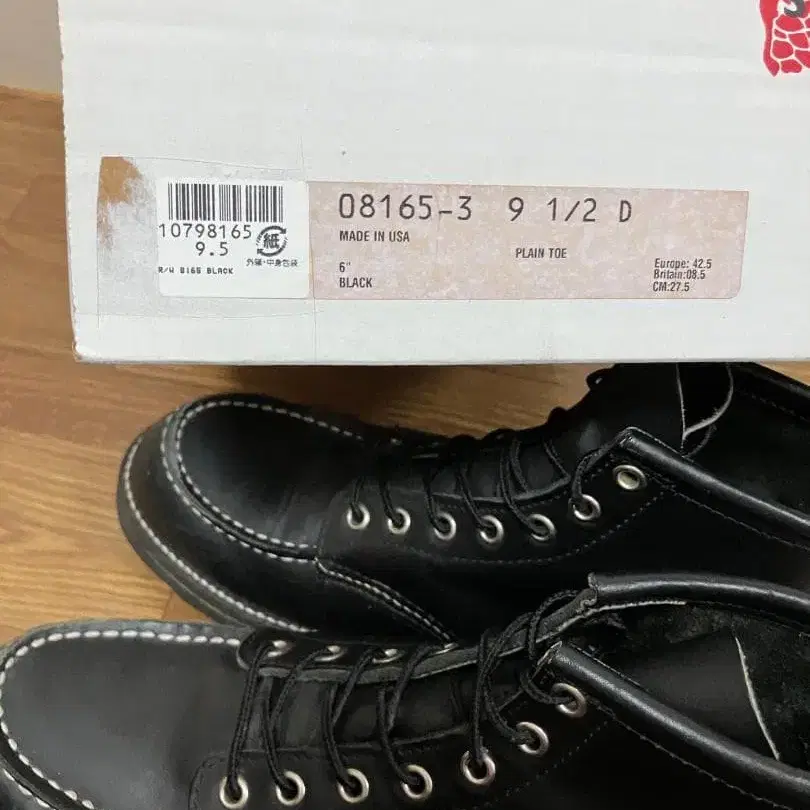 10798165
9.5
紙
外箱・中身包装
R/W 8165 BLACK
08165-3 9 1/2 D
MADE IN USA
PLAIN TOE
6"
BLACK
Europe: 42.5
Britain:08.5
CM:27.5